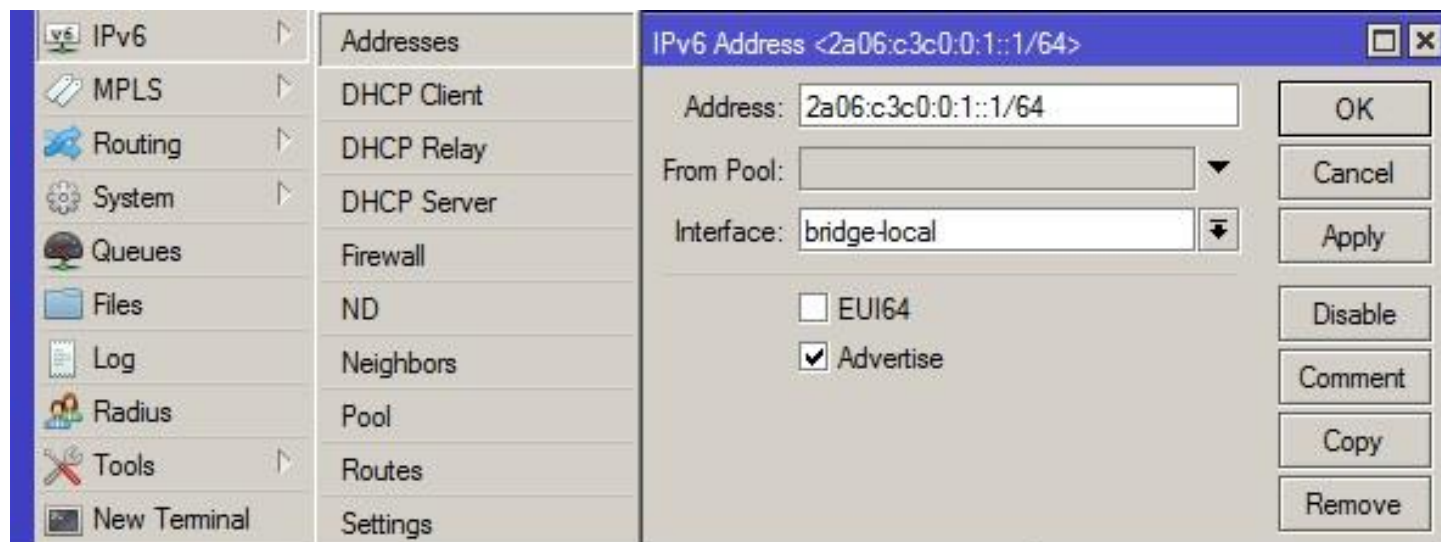 IPv6
MPLS
Routing
System
Queues
Files
Log
Radius
Tools
New Terminal
Addresses
DHCP Client
DHCP Relay
DHCP Server
Firewall
ND
Neighbors
Pool
Routes
Settings
IPv6 Address <2a06:c3c0:0:1::1/64>
Address: 2a06:c3c0:0:1::1/64
From Pool:
Interface: bridge-local
EUI64
Advertise
OK
Cancel
Apply
Disable
Comment
Copy
Remove